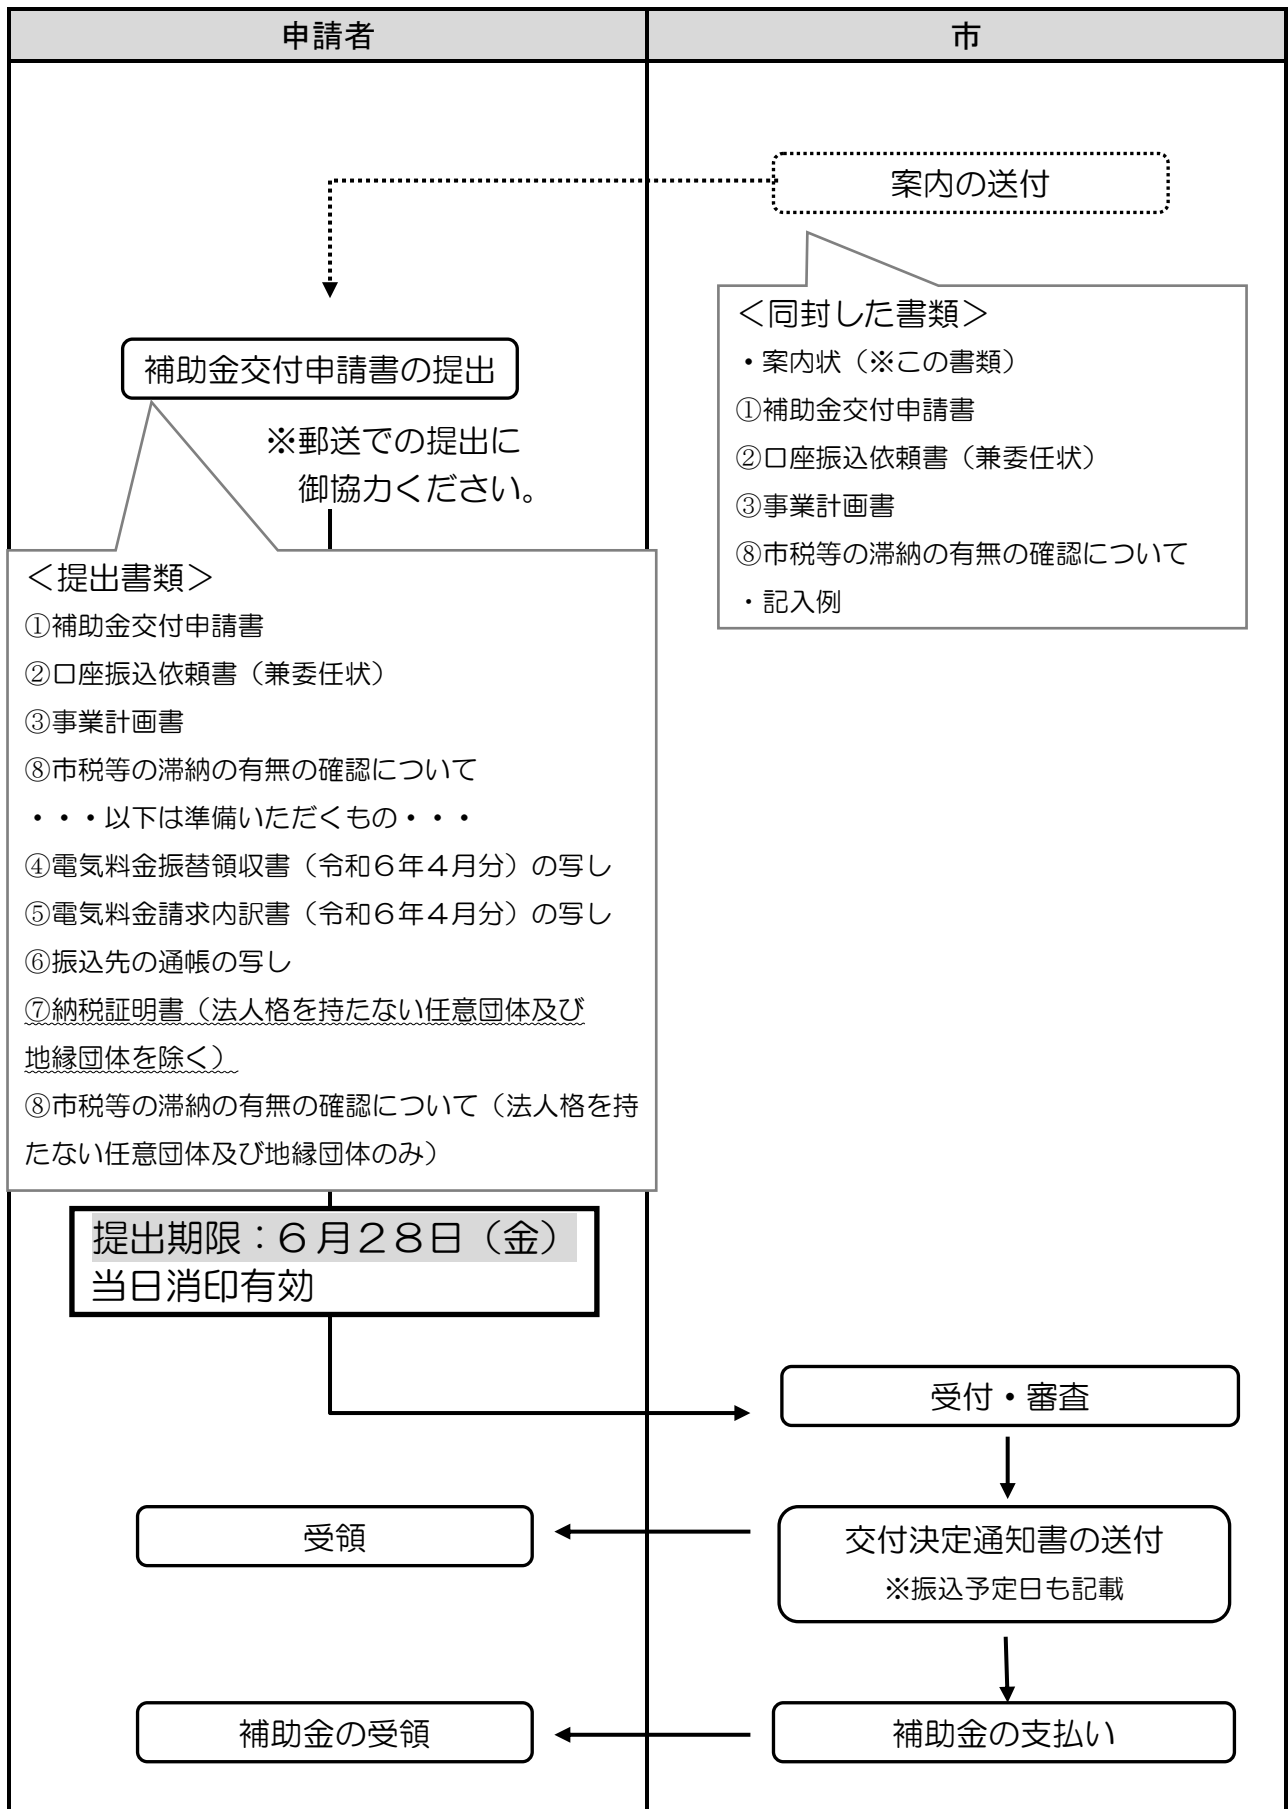 申請者
市
案内の送付
＜同封した書類＞
・案内状（※この書類）
①補助金交付申請書
②口座振込依頼書（兼委任状）
③事業計画書
⑧市税等の滞納の有無の確認について
・記入例
補助金交付申請書の提出
※郵送での提出に
御協力ください。
＜提出書類＞
①補助金交付申請書
②口座振込依頼書（兼委任状）
③事業計画書
⑧市税等の滞納の有無の確認について
・・・以下は準備いただくもの・・・
④電気料金振替領収書（令和６年４月分）の写し
⑤電気料金請求内訳書（令和６年４月分）の写し
⑥振込先の通帳の写し
⑦納税証明書（法人格を持たない任意団体及び
地縁団体を除く）
⑧市税等の滞納の有無の確認について（法人格を持
たない任意団体及び地縁団体のみ）
提出期限：６月２８日（金）
当日消印有効
受付・審査
受領
交付決定通知書の送付
※振込予定日も記載
補助金の受領
補助金の支払い